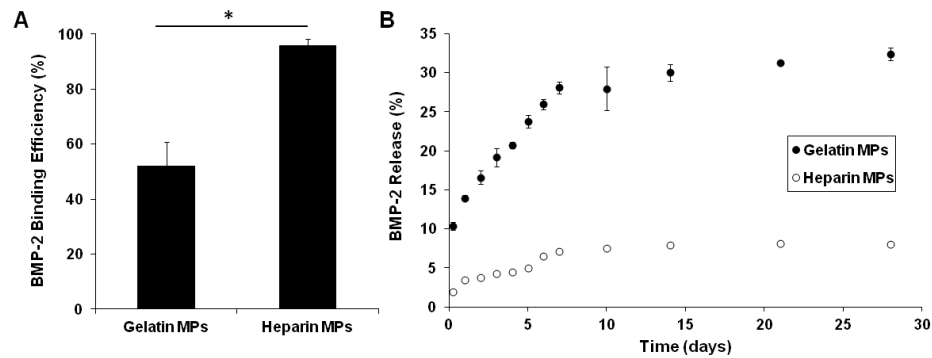 A
*
BMP-2 Binding Efficiency (%)
100
80
60
40
20
0
Gelatin MPs
Heparin MPs
B
BMP-2 Release (%)
35
30
25
20
15
10
5
0
Gelatin MPs
Heparin MPs
0 5 10 15 20 25 30
Time (days)